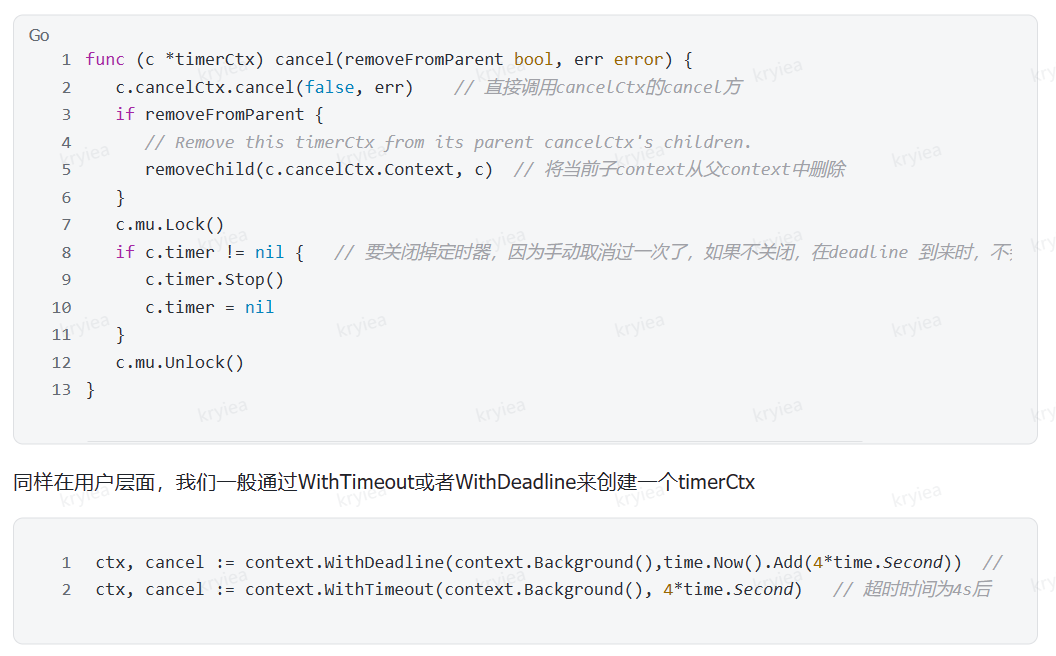 Go
1 func (c *timerCtx) cancel(removeFromParent bool, err error) {
2 c.cancelCtx.cancel(false, err) // 直接调用cancelCtx的cancel方
3 if removeFromParent {
4 // Remove this timerCtx from its parent cancelCtx's children.
5 removeChild(c.cancelCtx.Context, c) // 将当前子context从父context中删除
6 }
7 c.mu.Lock()
8 if c.timer != nil { // 要关闭掉定时器，因为手动取消过一次了，如果不关闭，在deadline 到来时，不
9 c.timer.Stop()
10 c.timer = nil
11 }
12 c.mu.Unlock()
13 }
同样在用户层面，我们一般通过WithTimeout或者WithDeadline来创建一个timerCtx
1 ctx, cancel := context.WithDeadline(context.Background(),time.Now().Add(4*time.Second)) //
2 ctx, cancel := context.WithTimeout(context.Background(), 4*time.Second) // 超时时间为4s后